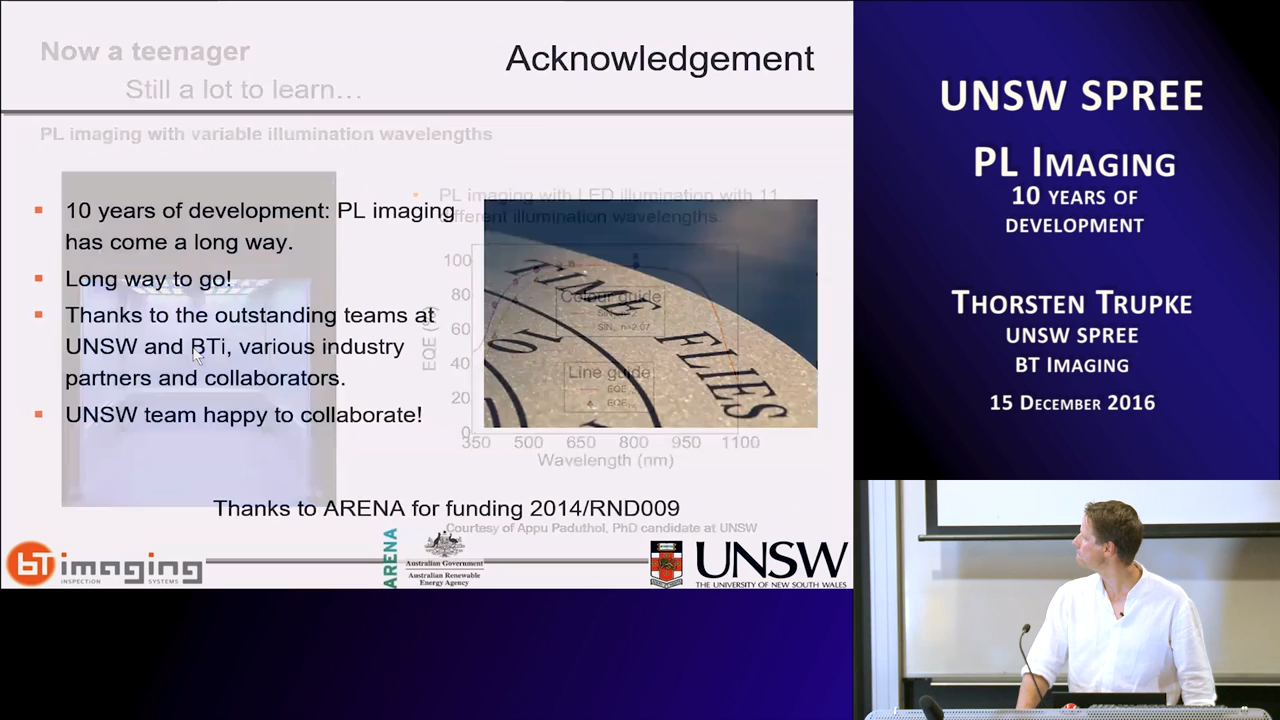 Now a teenager
Still a lot to learn…
Acknowledgement
PL imaging with variable illumination wavelengths
PL imaging with LED illumination with 11
different illumination wavelengths.
10 years of development: PL imaging
has come a long way.
Long way to go!
Thanks to the outstanding teams at
UNSW and BTi, various industry
partners and collaborators.
UNSW team happy to collaborate!
TIME FLIES
EQE (%)
100
80
60
40
20
0
Colour guide
n=2.07
Line guide
EQE
EQE
350 500 650 800 950 1100
Wavelength (nm)
Thanks to ARENA for funding 2014/RND009
Courtesy of Appu Paduthol, PhD candidate at UNSW
bT imaging
INSPECTION SYSTEMS
ARENA
Australian Government
Australian Renewable
Energy Agency
UNSW
THE UNIVERSITY OF NEW SOUTH WALES
UNSW SPREE
PL IMAGING
10 YEARS OF
DEVELOPMENT
THORSTEN TRUPKE
UNSW SPREE
BT IMAGING
15 DECEMBER 2016